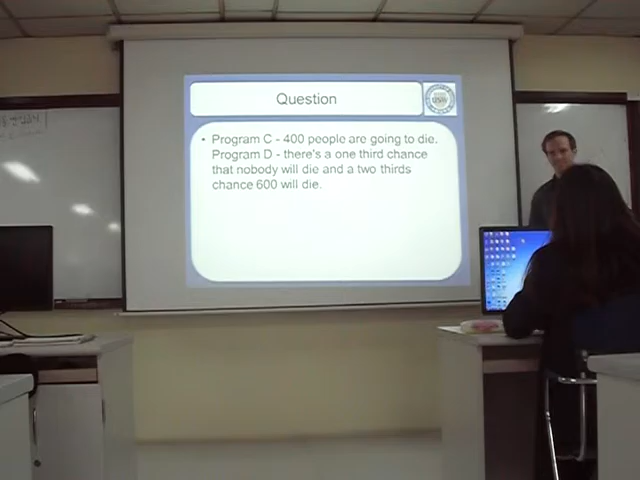 Question
• Program C - 400 people are going to die.
Program D - there's a one third chance
that nobody will die and a two thirds
chance 600 will die.